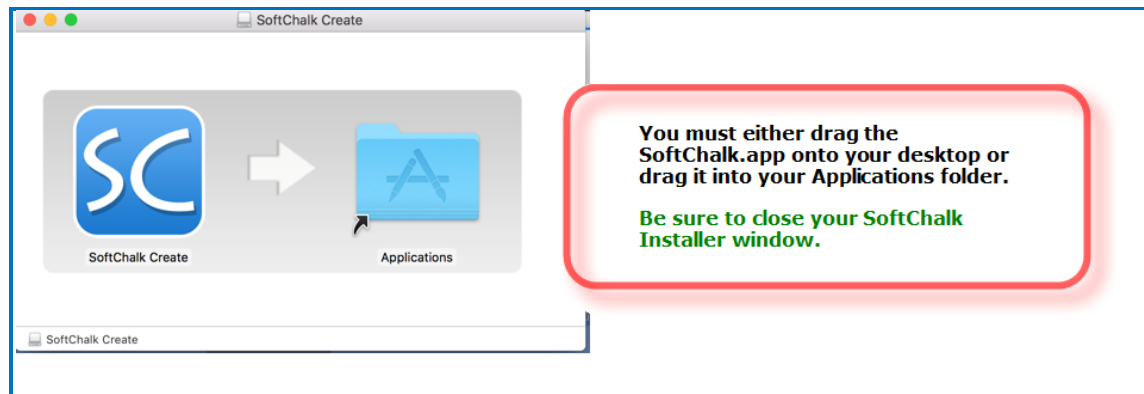 SoftChalk Create
SC
SoftChalk Create
Applications
SoftChalk Create
You must either drag the
SoftChalk.app onto your desktop or
drag it into your Applications folder.
Be sure to close your SoftChalk
Installer window.